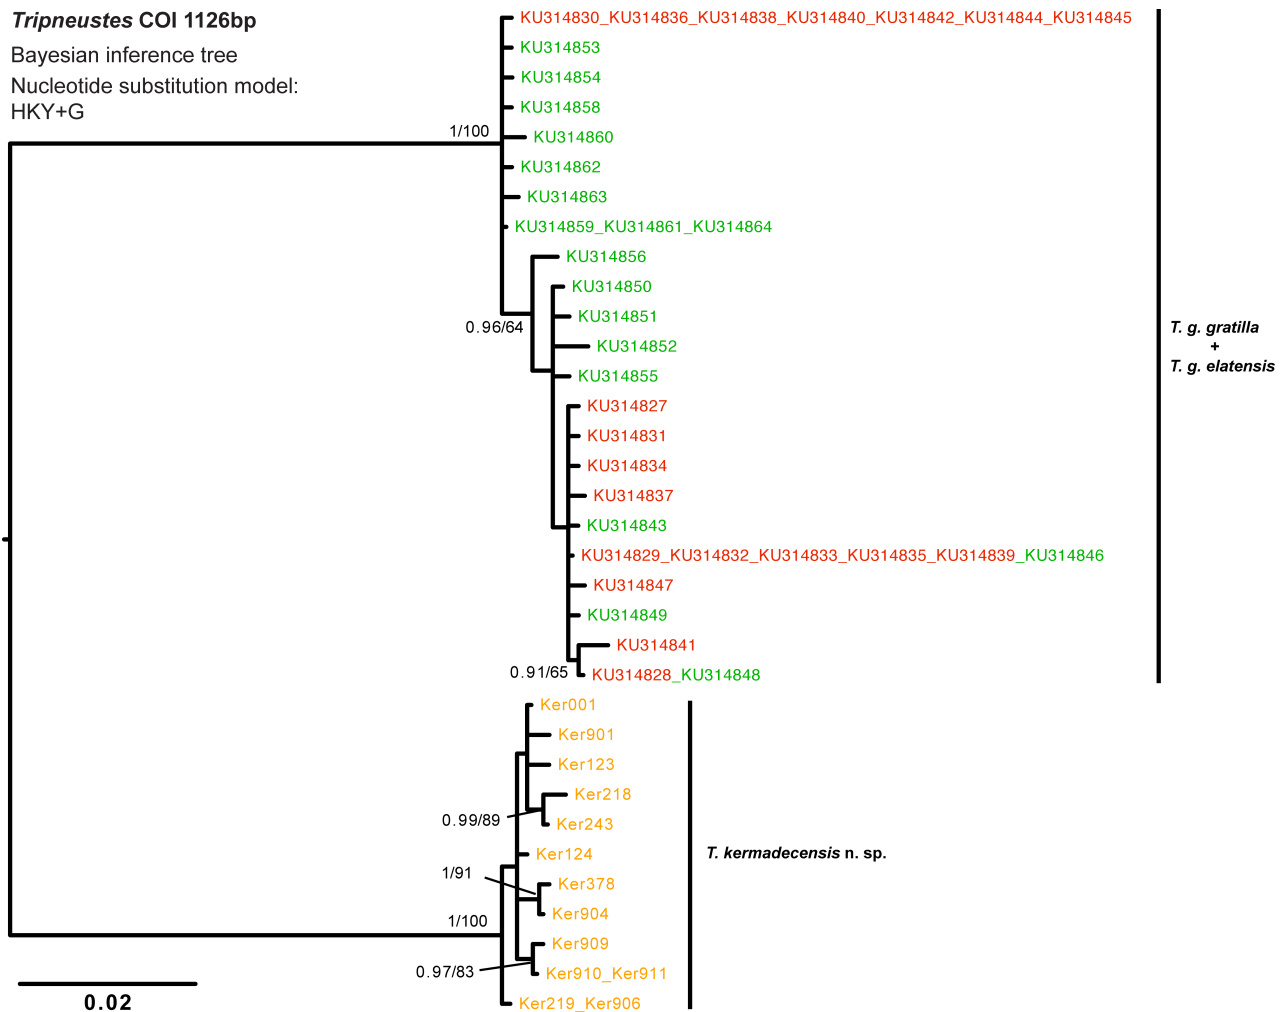 Tripneustes COI 1126bp
Bayesian inference tree
Nucleotide substitution model:
HKY+G
KU314830_KU314836_KU314838_KU314840_KU314842_KU314844_KU314845
KU314853
KU314854
KU314858
1/100
KU314860
KU314862
KU314863
KU314859_KU314861_KU314864
KU314856
KU314850
KU314851
0.96/64
KU314852
KU314855
KU314827
KU314831
KU314834
KU314837
KU314843
KU314829_KU314832_KU314833_KU314835_KU314839_KU314846
KU314847
KU314849
KU314841
0.91/65
KU314828_KU314848
T. g. gratilla
+
T. g. elatensis
Ker001
Ker901
Ker123
Ker218
0.99/89
Ker243
Ker124
1/91
Ker378
Ker904
1/100
Ker909
0.97/83
Ker910_Ker911
Ker219_Ker906
T. kermadecensis n. sp.
0.02